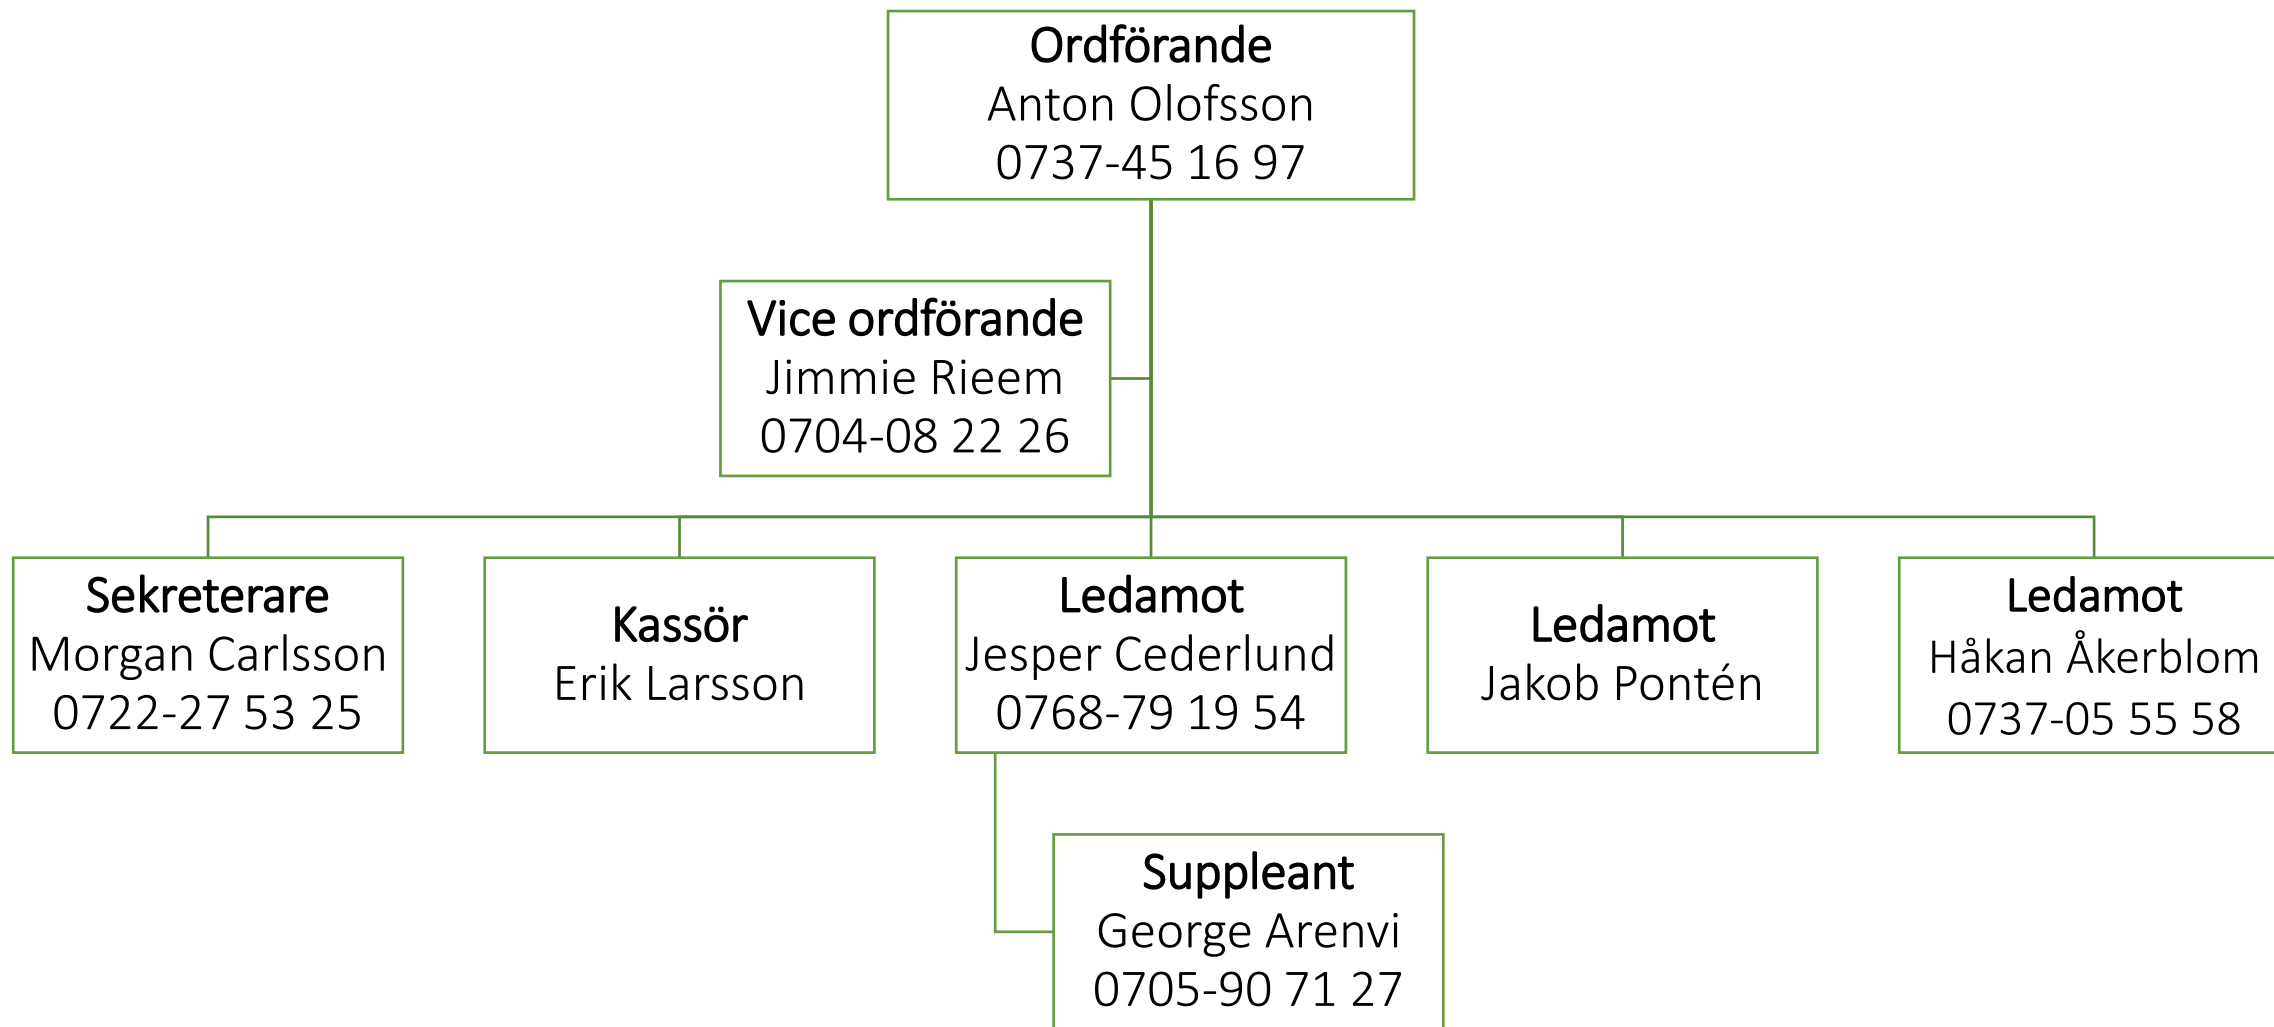 Ordförande
Anton Olofsson
0737-45 16 97
Vice ordförande
Jimmie Rieem
0704-08 22 26
Sekreterare
Morgan Carlsson
0722-27 53 25
Kassör
Erik Larsson
Ledamot
Jesper Cederlund
0768-79 19 54
Ledamot
Jakob Pontén
Ledamot
Håkan Åkerblom
0737-05 55 58
Suppleant
George Arenvi
0705-90 71 27